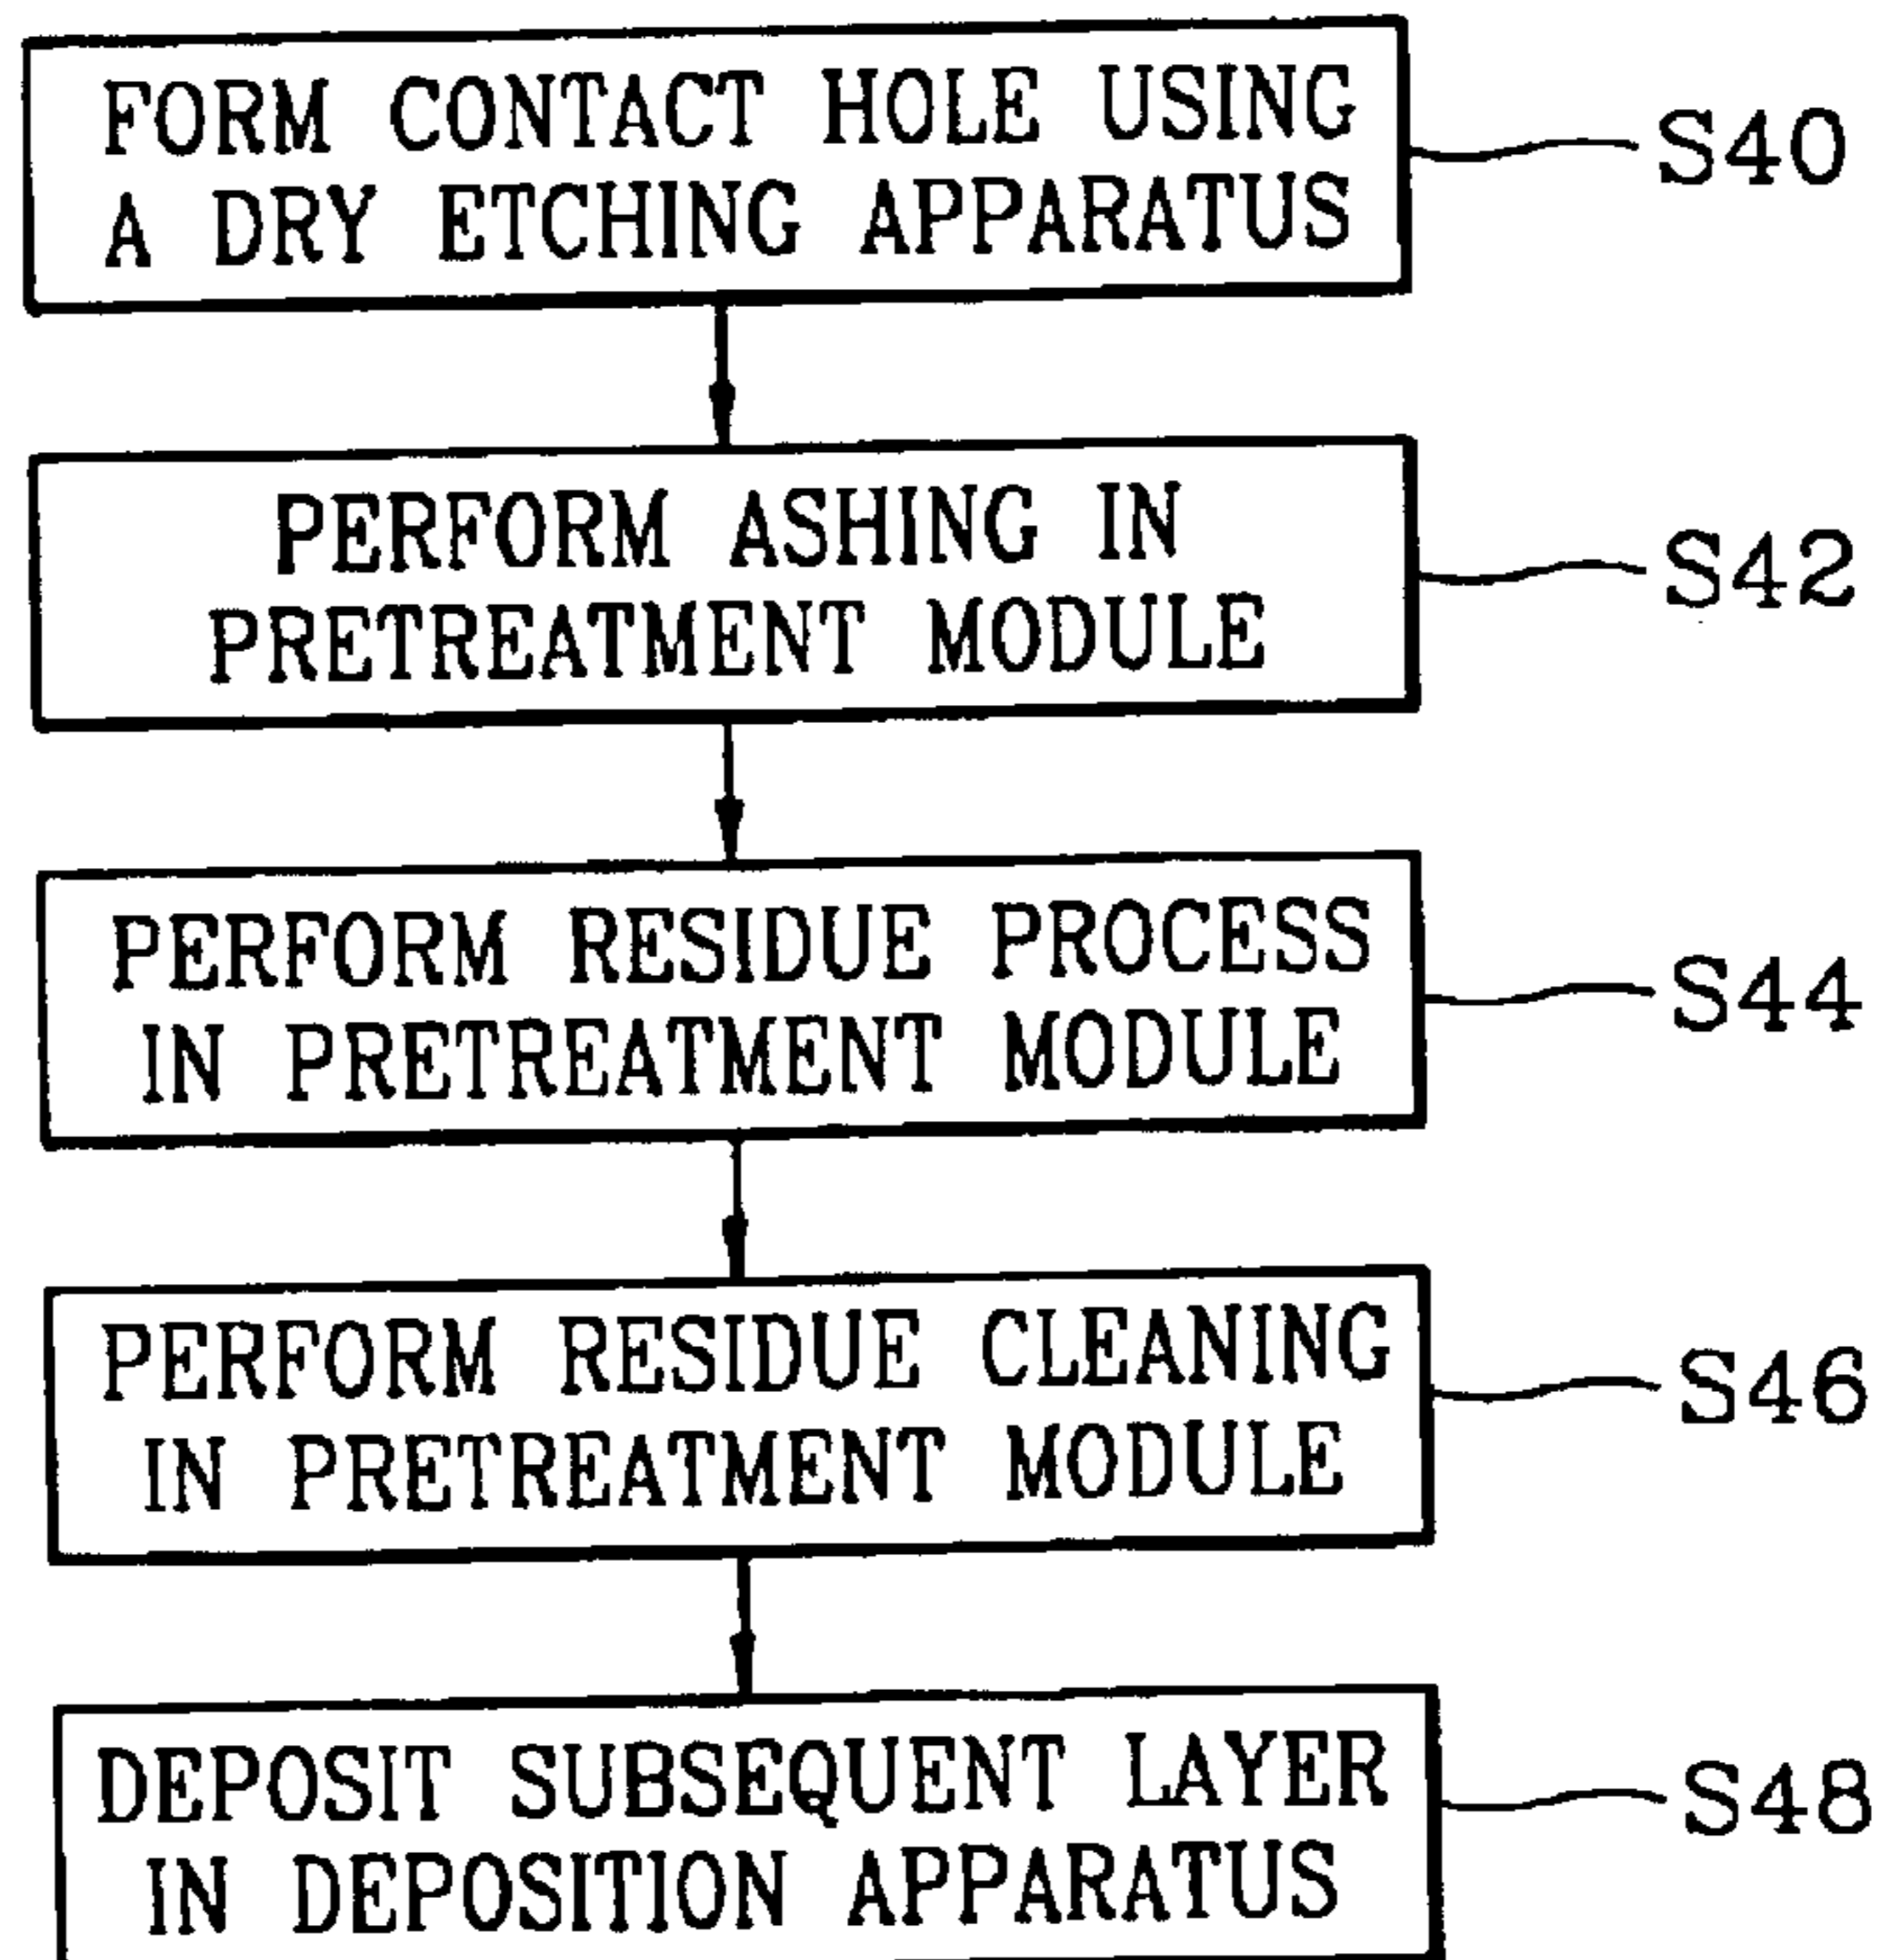 FORM CONTACT HOLE USING
A DRY ETCHING APPARATUS
S40
PERFORM ASHING IN
PRETREATMENT MODULE
S42
PERFORM RESIDUE PROCESS
IN PRETREATMENT MODULE
S44
PERFORM RESIDUE CLEANING
IN PRETREATMENT MODULE
S46
DEPOSIT SUBSEQUENT LAYER
IN DEPOSITION APPARATUS
S48